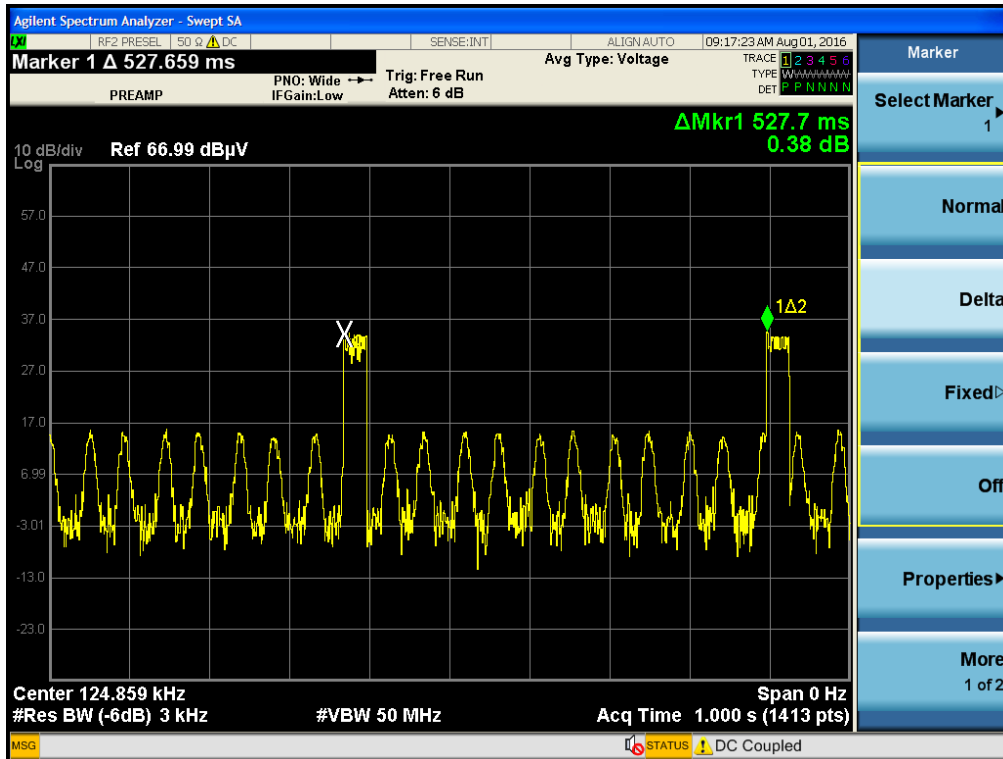 Agilent Spectrum Analyzer - Swept SA
LXI RF2 PRESEL 50 Ω DC SENSE:INT ALIGN AUTO 09:17:23 AM Aug 01, 2016
Marker 1 Δ 527.659 ms
PREAMP
PNO: Wide
IFGain:Low
Trig: Free Run
Atten: 6 dB
Avg Type: Voltage
TRACE 1 2 3 4 5 6
TYPE WWWWWW
DET P P N N N N
ΔMkr1 527.7 ms
0.38 dB
10 dB/div Ref 66.99 dBµV
Log
57.0
47.0
37.0
27.0
17.0
6.99
-3.01
-13.0
-23.0
X
1Δ2
Center 124.859 kHz Span 0 Hz
#Res BW (-6dB) 3 kHz #VBW 50 MHz Acq Time 1.000 s (1413 pts)
MSG STATUS DC Coupled
Marker
Select Marker
1
Normal
Delta
Fixed
Off
Properties
More
1 of 2